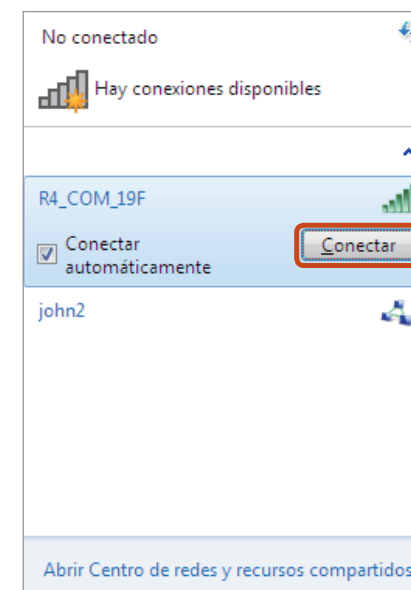 No conectado
Hay conexiones disponibles
R4_COM_19F
Conectar
automáticamente
Conectar
john2
Abrir Centro de redes y recursos compartidos